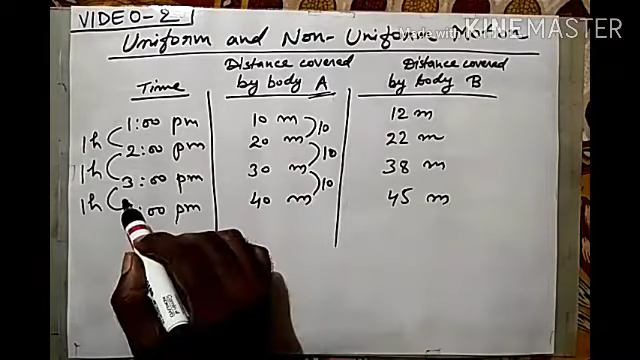 VIDEO-2
Made with KINEMASTER
Uniform and Non-Uniform Motion
Time
Distance covered by body A
Distance covered by body B
1:00 pm 10 m 12 m
1h 10
2:00 pm 20 m 22 m
1h 10
3:00 pm 30 m 38 m
1h 10
:00 pm 40 m 45 m